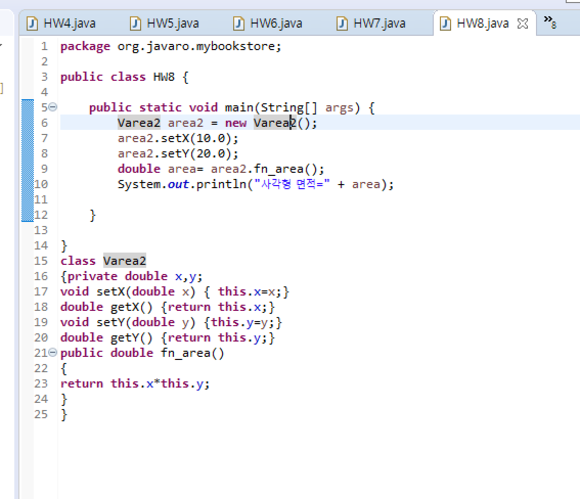 HW4.java HW5.java HW6.java HW7.java HW8.java »8
1 package org.javaro.mybookstore;
2
3 public class HW8 {
4
5 public static void main(String[] args) {
6 Varea2 area2 = new Varea2();
7 area2.setX(10.0);
8 area2.setY(20.0);
9 double area= area2.fn_area();
10 System.out.println("사각형 면적=" + area);
11
12 }
13
14 }
15 class Varea2
16 {private double x,y;
17 void setX(double x) { this.x=x;}
18 double getX() {return this.x;}
19 void setY(double y) {this.y=y;}
20 double getY() {return this.y;}
21 public double fn_area()
22 {
23 return this.x*this.y;
24 }
25 }